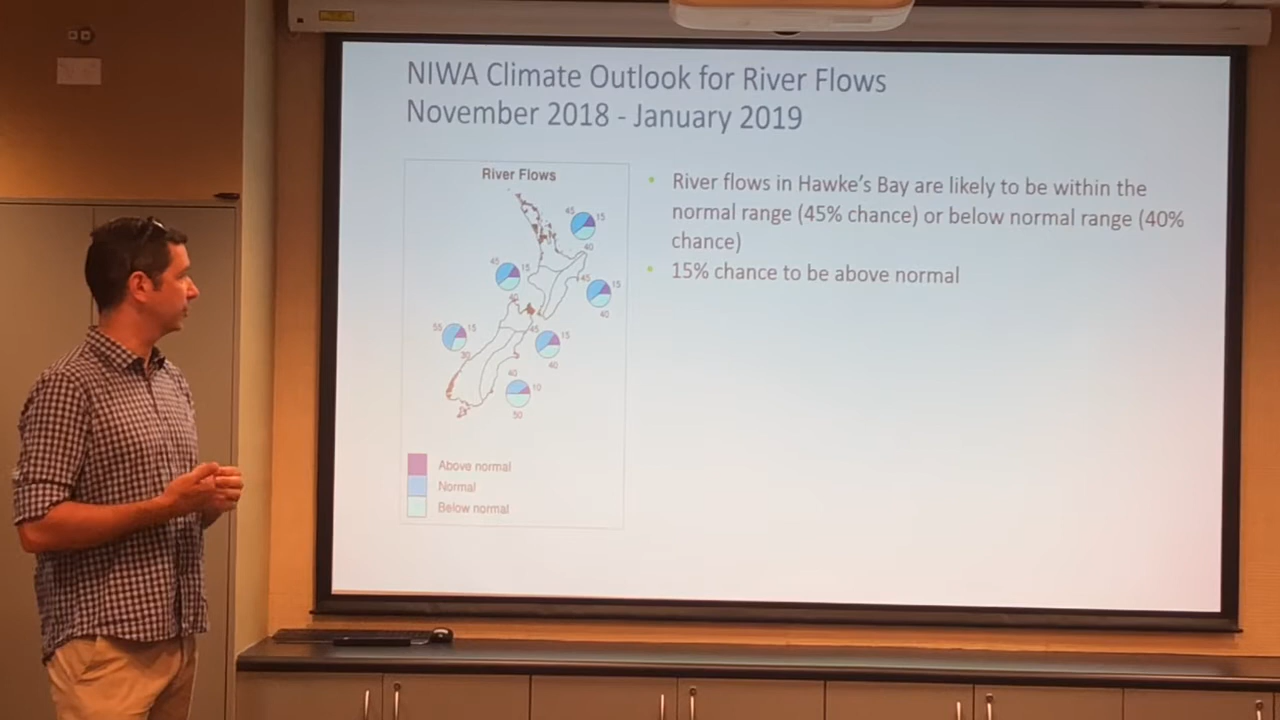 NIWA Climate Outlook for River Flows
November 2018 - January 2019
River Flows
45
15
40
45
15
40
45
15
40
55
15
30
45
15
40
40
10
50
Above normal
Normal
Below normal
• River flows in Hawke's Bay are likely to be within the
normal range (45% chance) or below normal range (40%
chance)
• 15% chance to be above normal